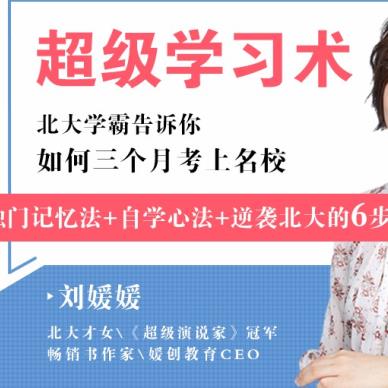 超级学习术
北大学霸告诉你
如何三个月考上名校
门记忆法+自学心法+逆袭北大的6步
刘媛媛
北大才女\《超级演说家》冠军
畅销书作家\媛创教育CEO